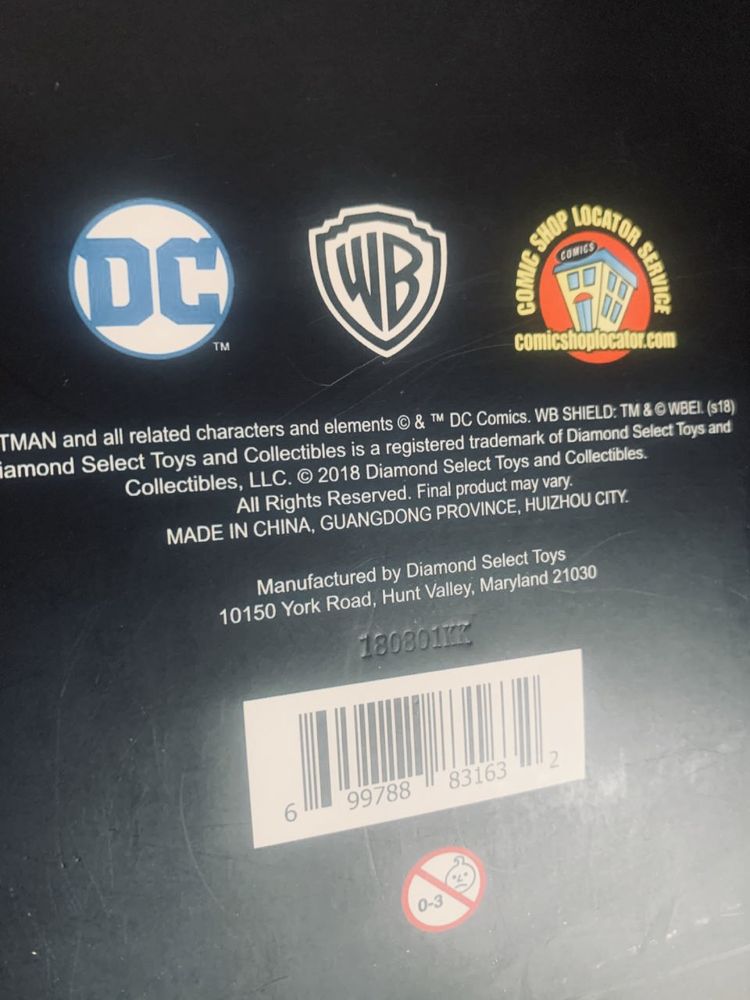 DC
TM
WB
COMIC SHOP LOCATOR SERVICE
COMICS
comicshoplocator.com
TMAN and all related characters and elements © & ™ DC Comics. WB SHIELD: TM & © WBEI. (s18)
iamond Select Toys and Collectibles is a registered trademark of Diamond Select Toys and
Collectibles, LLC. © 2018 Diamond Select Toys and Collectibles.
All Rights Reserved. Final product may vary.
MADE IN CHINA, GUANGDONG PROVINCE, HUIZHOU CITY.
Manufactured by Diamond Select Toys
10150 York Road, Hunt Valley, Maryland 21030
180801KK
6 99788 83163 2
0-3